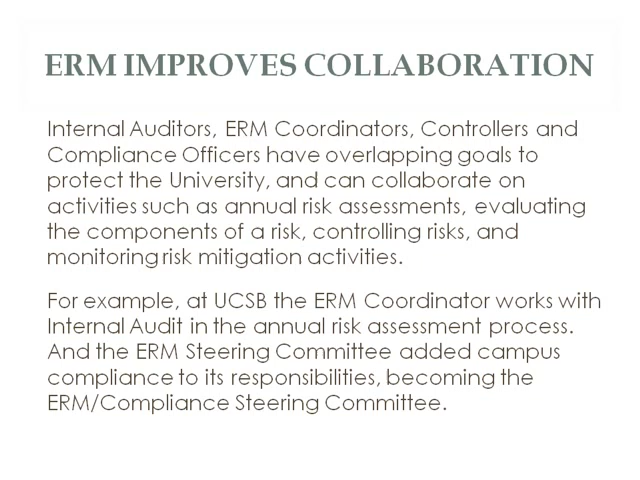 ERM IMPROVES COLLABORATION
Internal Auditors, ERM Coordinators, Controllers and
Compliance Officers have overlapping goals to
protect the University, and can collaborate on
activities such as annual risk assessments, evaluating
the components of a risk, controlling risks, and
monitoring risk mitigation activities.
For example, at UCSB the ERM Coordinator works with
Internal Audit in the annual risk assessment process.
And the ERM Steering Committee added campus
compliance to its responsibilities, becoming the
ERM/Compliance Steering Committee.